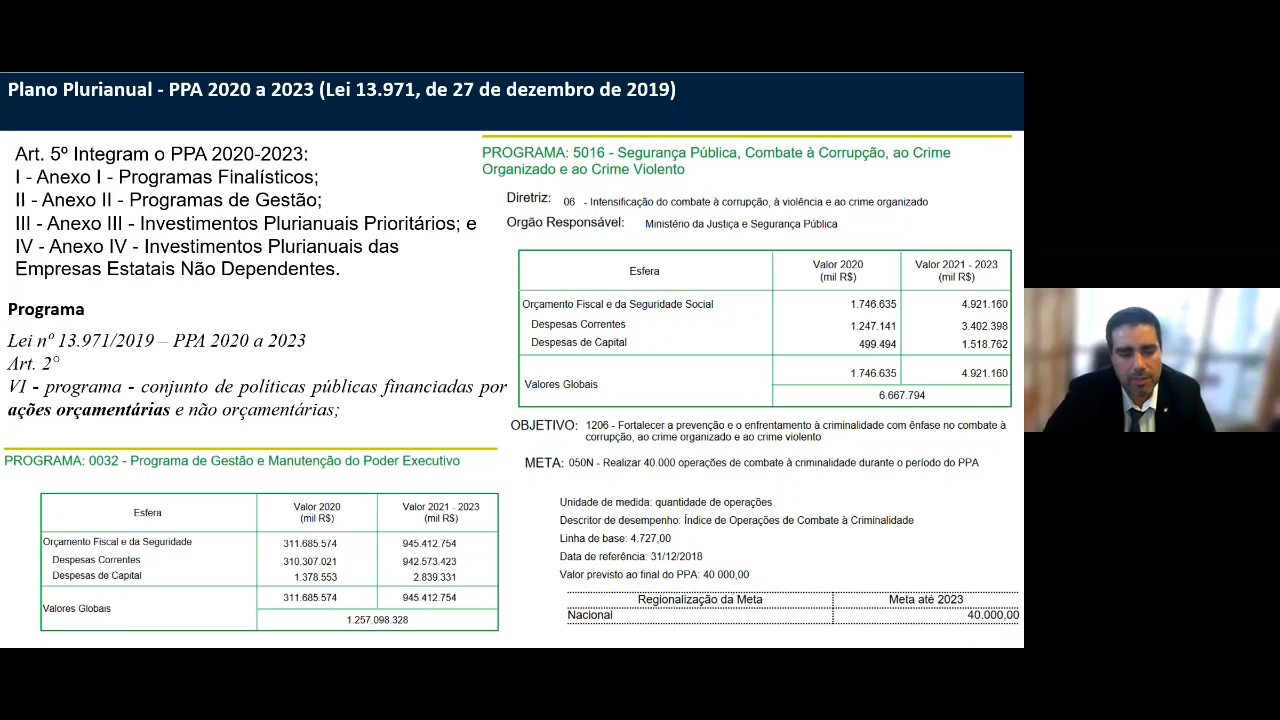 Plano Plurianual - PPA 2020 a 2023 (Lei 13.971, de 27 de dezembro de 2019)
Art. 5º Integram o PPA 2020-2023:
I - Anexo I - Programas Finalísticos;
II - Anexo II - Programas de Gestão;
III - Anexo III - Investimentos Plurianuais Prioritários; e
IV - Anexo IV - Investimentos Plurianuais das
Empresas Estatais Não Dependentes.
Programa
Lei nº 13.971/2019 – PPA 2020 a 2023
Art. 2°
VI - programa - conjunto de políticas públicas financiadas por
ações orçamentárias e não orçamentárias;
PROGRAMA: 0032 - Programa de Gestão e Manutenção do Poder Executivo
Esfera Valor 2020 Valor 2021 - 2023
(mil R$) (mil R$)
Orçamento Fiscal e da Seguridade 311.685.574 945.412.754
Despesas Correntes 310.307.021 942.573.423
Despesas de Capital 1.378.553 2.839.331
311.685.574 945.412.754
Valores Globais
1.257.098.328
PROGRAMA: 5016 - Segurança Pública, Combate à Corrupção, ao Crime
Organizado e ao Crime Violento
Diretriz: 06 - Intensificação do combate à corrupção, à violência e ao crime organizado
Orgão Responsável: Ministério da Justiça e Segurança Pública
Esfera Valor 2020 Valor 2021 - 2023
(mil R$) (mil R$)
Orçamento Fiscal e da Seguridade Social 1.746.635 4.921.160
Despesas Correntes 1.247.141 3.402.398
Despesas de Capital 499.494 1.518.762
1.746.635 4.921.160
Valores Globais
6.667.794
OBJETIVO: 1206 - Fortalecer a prevenção e o enfrentamento à criminalidade com ênfase no combate à
corrupção, ao crime organizado e ao crime violento
META: 050N - Realizar 40.000 operações de combate à criminalidade durante o período do PPA
Unidade de medida: quantidade de operações
Descritor de desempenho: Índice de Operações de Combate à Criminalidade
Linha de base: 4.727,00
Data de referência: 31/12/2018
Valor previsto ao final do PPA: 40.000,00
Regionalização da Meta Meta até 2023
Nacional 40.000,00